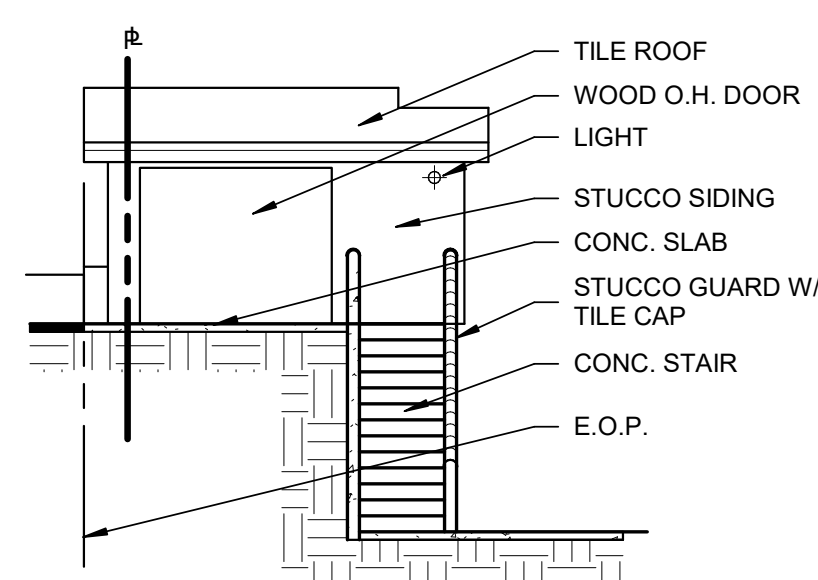 ℄
TILE ROOF
WOOD O.H. DOOR
LIGHT
STUCCO SIDING
CONC. SLAB
STUCCO GUARD W/
TILE CAP
CONC. STAIR
E.O.P.